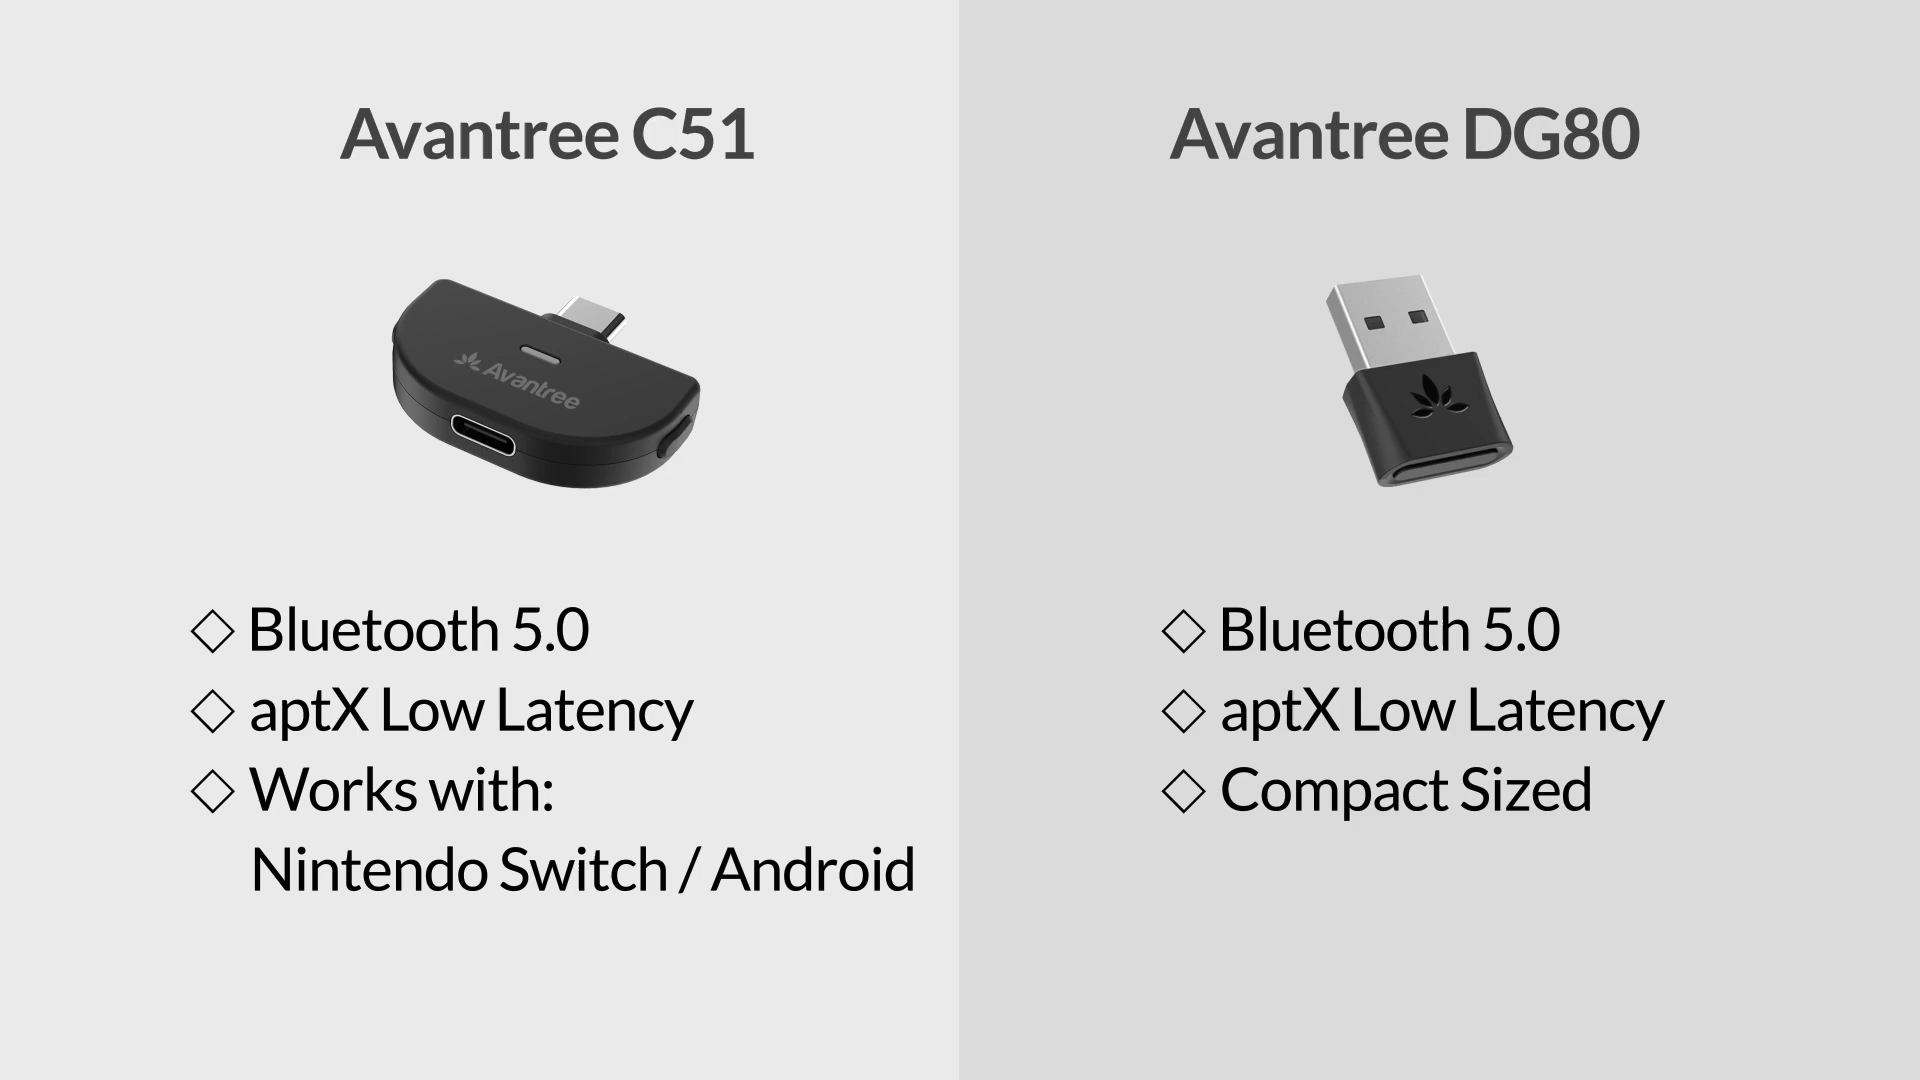 Avantree C51
Avantree
◇ Bluetooth 5.0
◇ aptX Low Latency
◇ Works with:
Nintendo Switch / Android
Avantree DG80
◇ Bluetooth 5.0
◇ aptX Low Latency
◇ Compact Sized